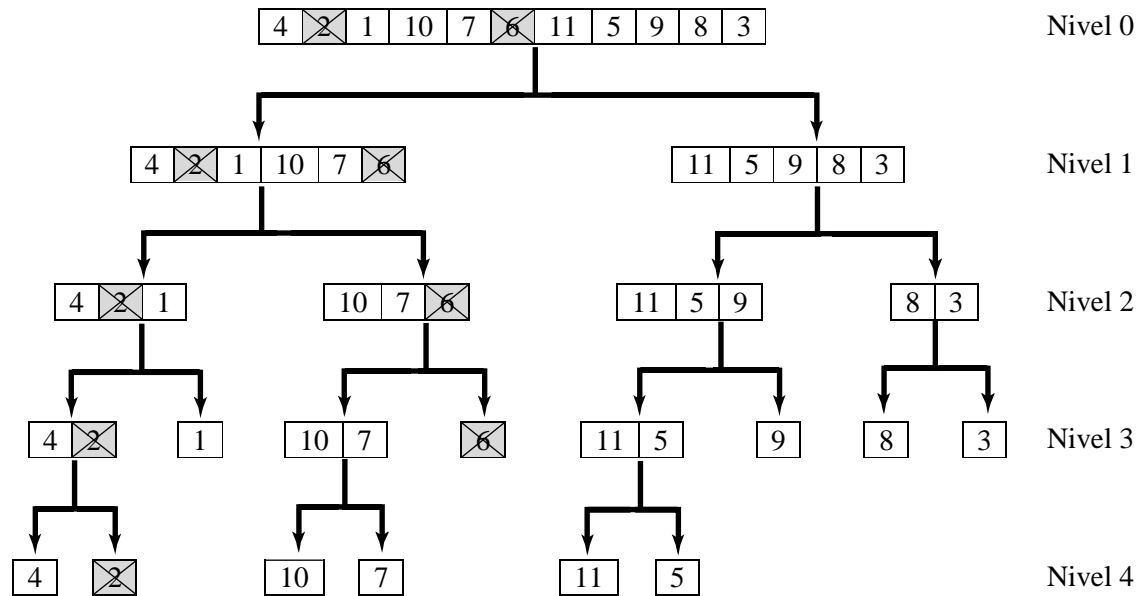 4 2 1 10 7 6 11 5 9 8 3 Nivel 0
4 2 1 10 7 6 11 5 9 8 3 Nivel 1
4 2 1 10 7 6 11 5 9 8 3 Nivel 2
4 2 1 10 7 6 11 5 9 8 3 Nivel 3
4 2 10 7 11 5 Nivel 4